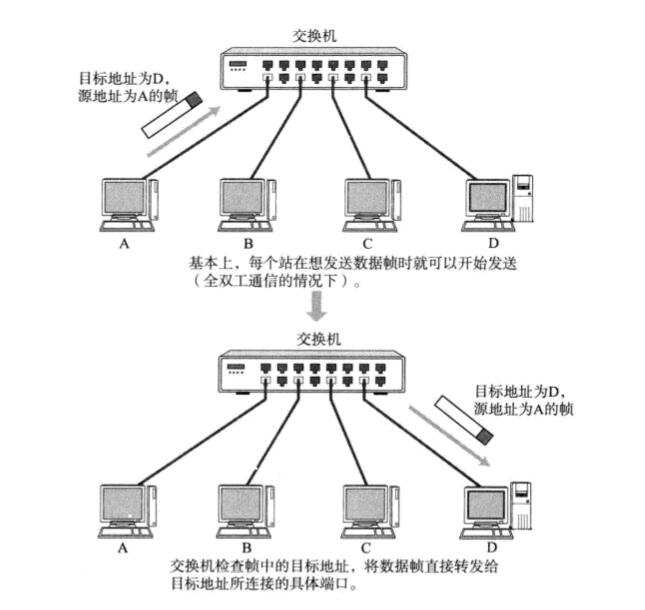 交换机
目标地址为D，
源地址为A的帧
A
B
C
D
基本上，每个站在想发送数据帧时就可以开始发送
（全双工通信的情况下）。
交换机
目标地址为D，
源地址为A的帧
A
B
C
D
交换机检查帧中的目标地址，将数据帧直接转发给
目标地址所连接的具体端口。